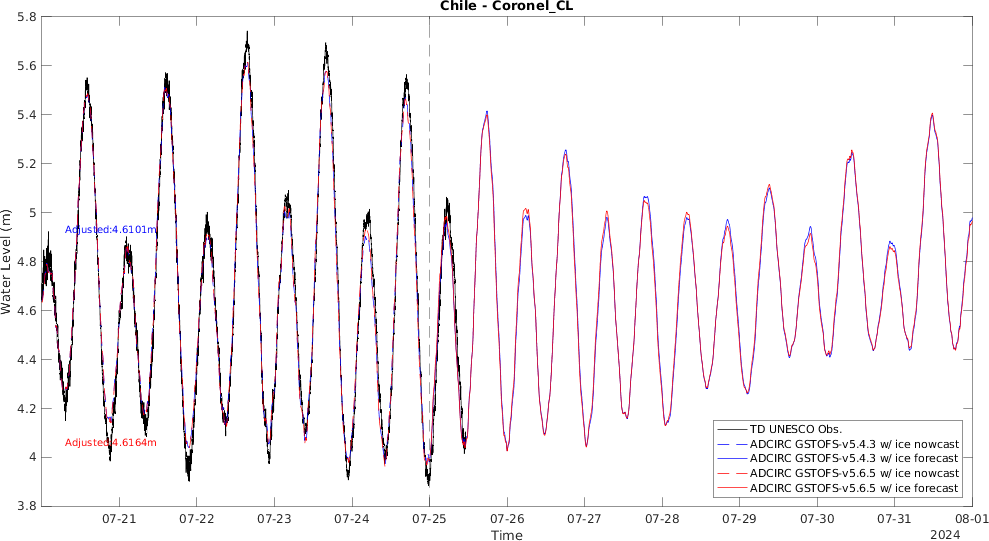 Chile - Coronel_CL
5.8
5.6
5.4
5.2
5
4.8
4.6
4.4
4.2
4
3.8
Water Level (m)
Adjusted:4.6101m
Adjusted:4.6164m
TD UNESCO Obs.
ADCIRC GSTOFS-v5.4.3 w/ ice nowcast
ADCIRC GSTOFS-v5.4.3 w/ ice forecast
ADCIRC GSTOFS-v5.6.5 w/ ice nowcast
ADCIRC GSTOFS-v5.6.5 w/ ice forecast
07-21 07-22 07-23 07-24 07-25 07-26 07-27 07-28 07-29 07-30 07-31 08-01
Time
2024